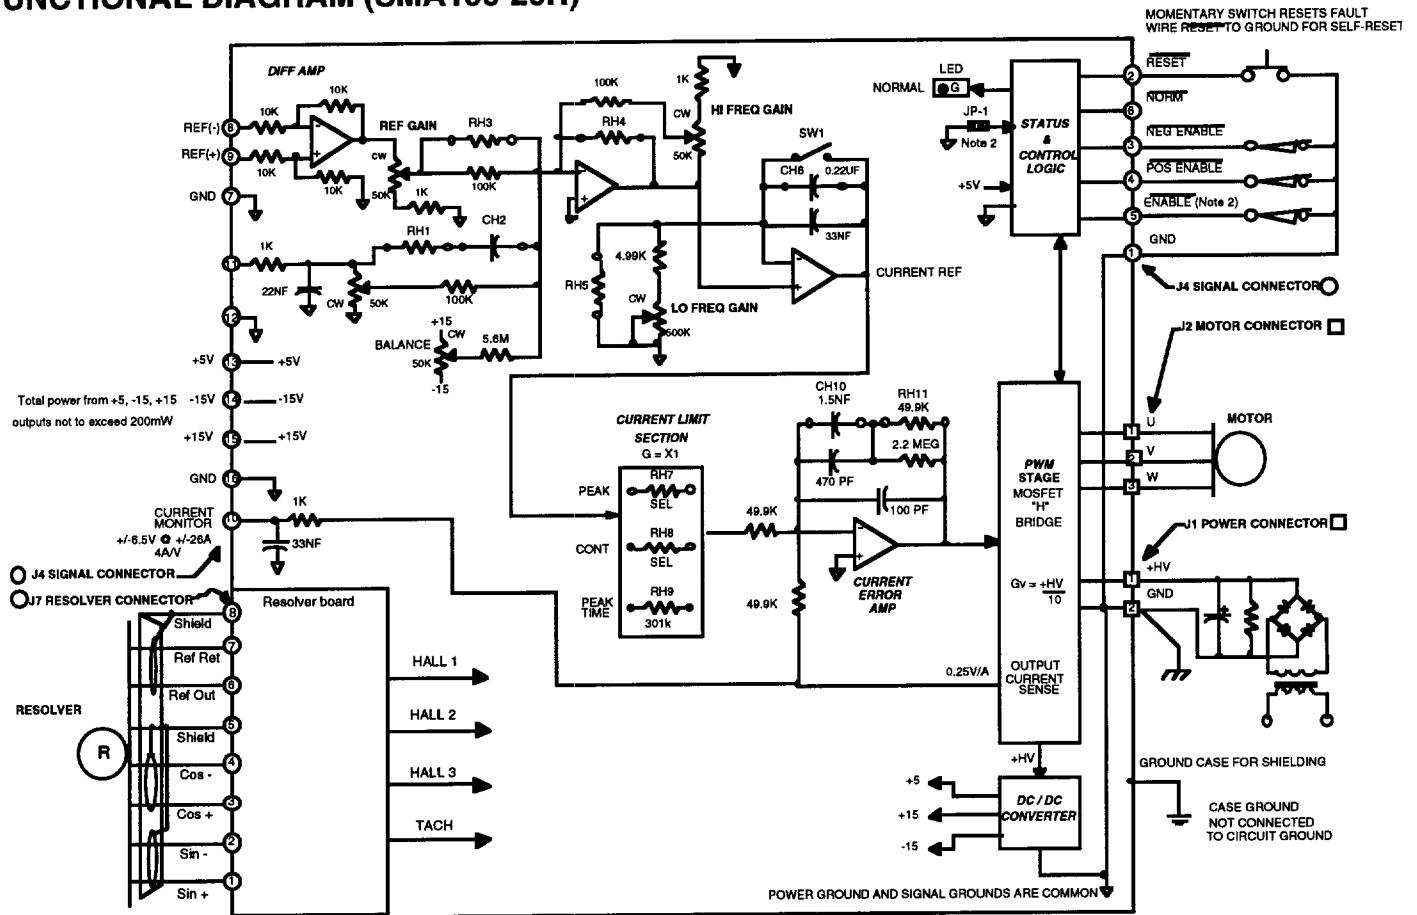 FUNCTIONAL DIAGRAM (SMA
MOMENTARY SWITCH RESETS FAULT
WIRE RESET TO GROUND FOR SELF-RESET
DIFF AMP
10K
10K
REF(-) 8
REF(+) 9
10K
10K
GND 7
REF GAIN
CW
50K
1K
RH3
100K
CH2
RH1
100K
RH4
1K
HI FREQ GAIN
CW
50K
SW1
CH6 0.22UF
33NF
CURRENT REF
LED
NORMAL G
JP-1
Note 2
+5V
STATUS
&
CONTROL
LOGIC
2 RESET
6 NORM
3 NEG ENABLE
4 POS ENABLE
5 ENABLE (Note 2)
1 GND
J4 SIGNAL CONNECTOR
J2 MOTOR CONNECTOR
11
1K
22NF
CW
50K
100K
12
+15
CW
BALANCE
50K
5.6M
-15
RH5
4.99K
CW
LO FREQ GAIN
500K
+5V 13 +5V
Total power from +5, -15, +15
outputs not to exceed 200mW
-15V 14 -15V
+15V 15 +15V
GND 16
CURRENT
MONITOR 10
+/-6.5V @ +/-26A
4A/V
1K
33NF
J4 SIGNAL CONNECTOR
J7 RESOLVER CONNECTOR
CURRENT LIMIT
SECTION
G = X1
PEAK RH7
SEL
CONT RH8
SEL
PEAK
TIME RH9
301k
CH10
1.5NF
RH11
49.9K
2.2 MEG
470 PF
100 PF
49.9K
49.9K
CURRENT
ERROR
AMP
PWM
STAGE
MOSFET
"H"
BRIDGE
Gv = +HV
10
OUTPUT
CURRENT
SENSE
0.25V/A
1 U
2 V
3 W
MOTOR
J1 POWER CONNECTOR
1 +HV
2 GND
+HV
DC / DC
CONVERTER
+5
+15
-15
GROUND CASE FOR SHIELDING
CASE GROUND
NOT CONNECTED
TO CIRCUIT GROUND
POWER GROUND AND SIGNAL GROUNDS ARE COMMON
Resolver board
RESOLVER
R
8 Shield
7 Ref Ret
6 Ref Out
5 Shield
4 Cos -
3 Cos +
2 Sin -
1 Sin +
HALL 1
HALL 2
HALL 3
TACH